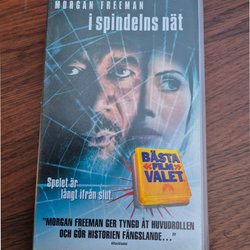 MORGAN FREEMAN
i spindelns nät
Spelet är
långt ifrån slut.
BÄSTA
FILM
VALET
"MORGAN FREEMAN GER TYNGD ÅT HUVUDROLLEN
OCH GÖR HISTORIEN FÄNGSLANDE..."